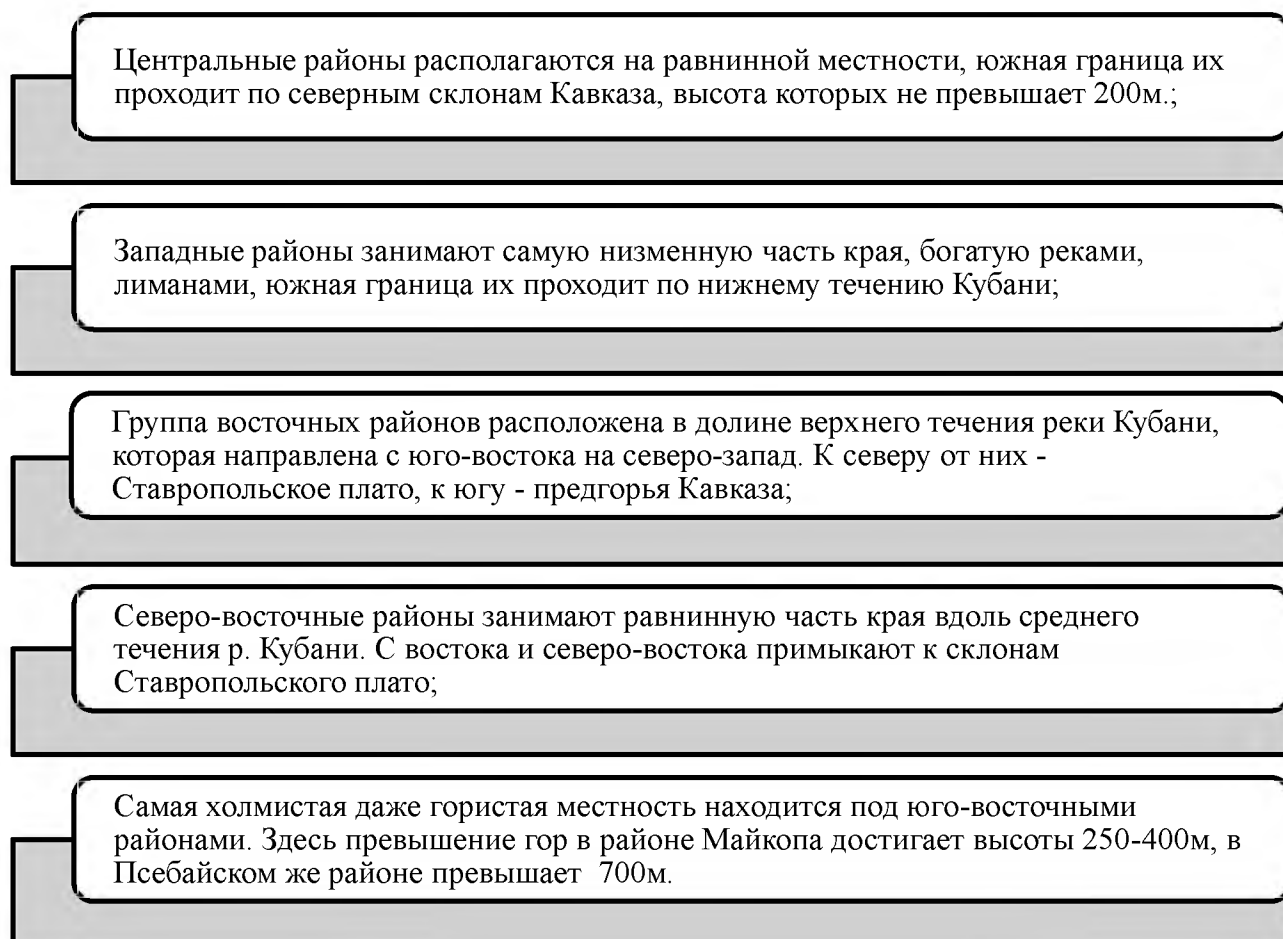 Центральные районы располагаются на равнинной местности, южная граница их
проходит по северным склонам Кавказа, высота которых не превышает 200м.;
Западные районы занимают самую низменную часть края, богатую реками,
лиманами, южная граница их проходит по нижнему течению Кубани;
Группа восточных районов расположена в долине верхнего течения реки Кубани,
которая направлена с юго-востока на северо-запад. К северу от них -
Ставропольское плато, к югу - предгорья Кавказа;
Северо-восточные районы занимают равнинную часть края вдоль среднего
течения р. Кубани. С востока и северо-востока примыкают к склонам
Ставропольского плато;
Самая холмистая даже гористая местность находится под юго-восточными
районами. Здесь превышение гор в районе Майкопа достигает высоты 250-400м, в
Псебайском же районе превышает 700м.